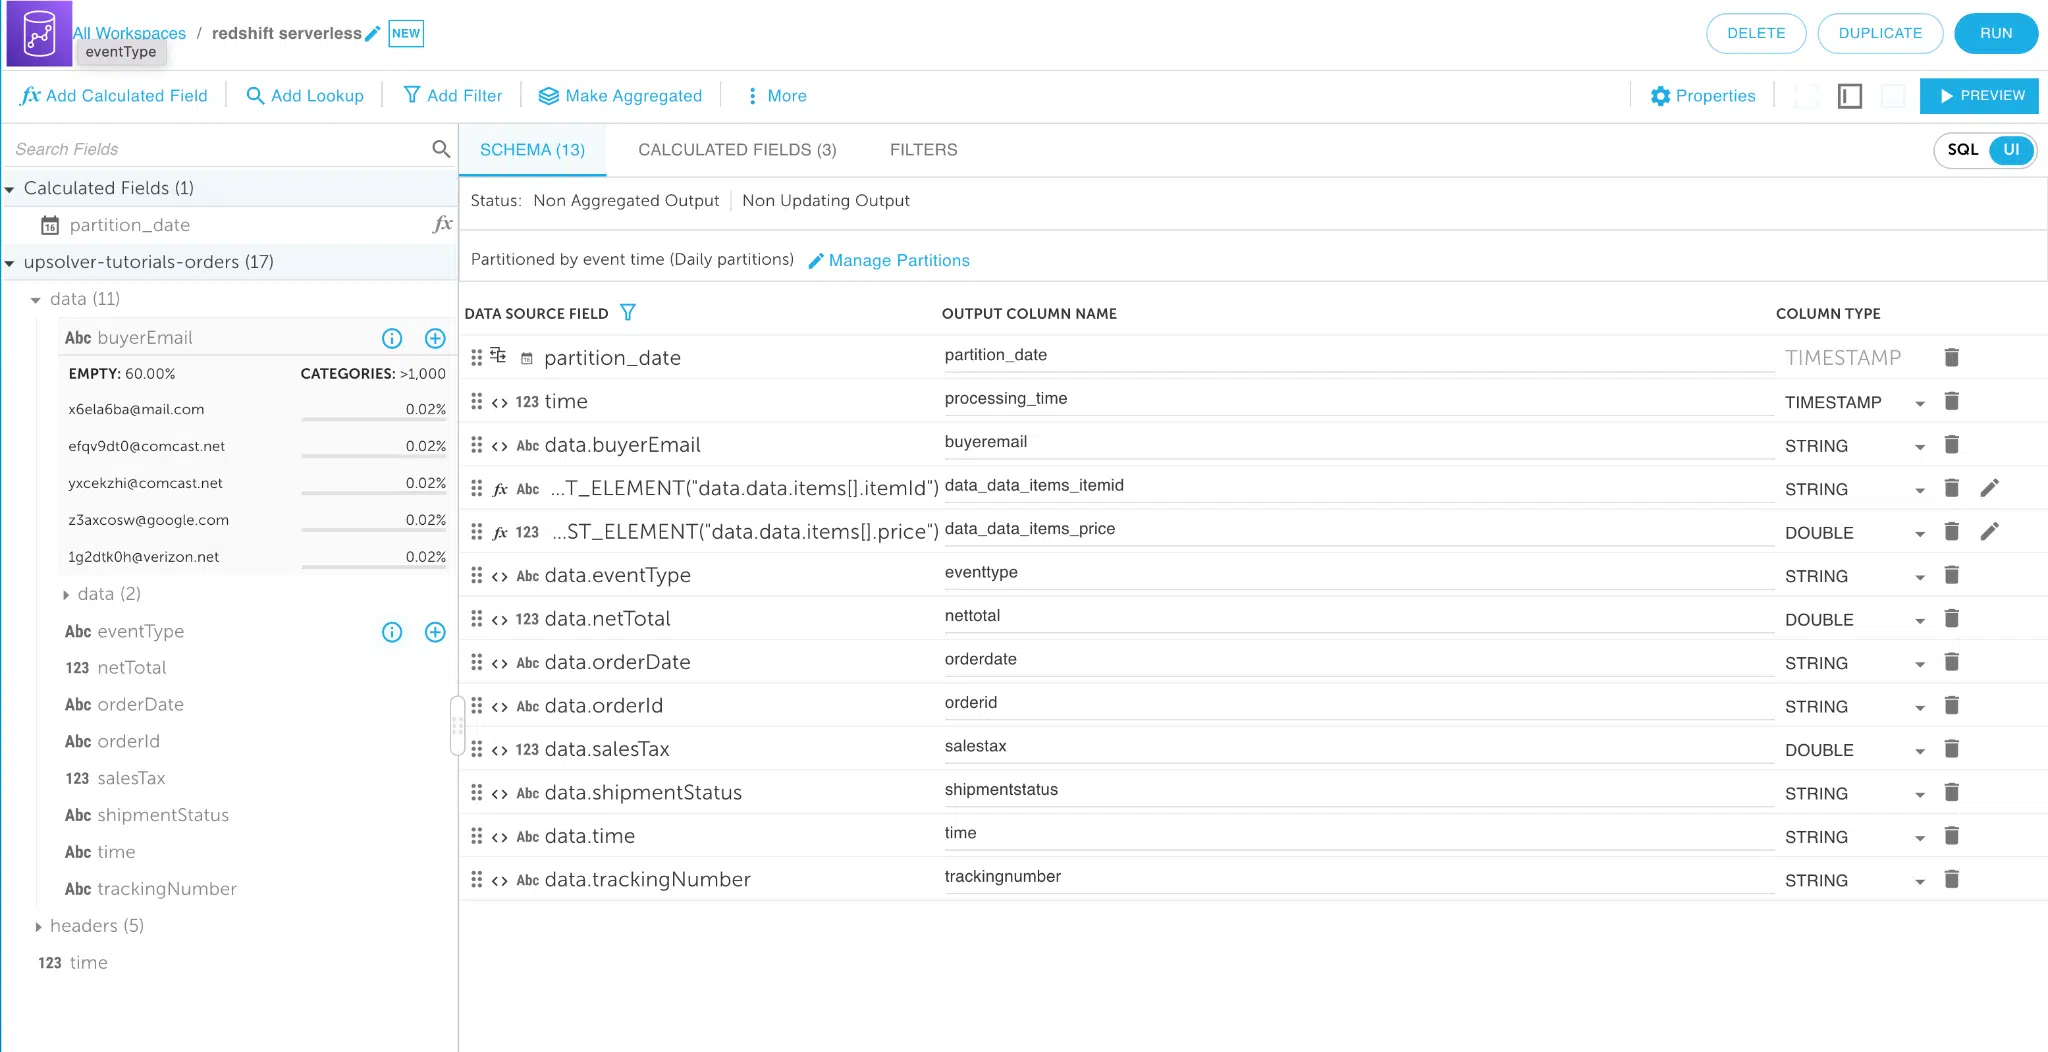 All Workspaces / redshift serverless NEW
eventType
DELETE DUPLICATE RUN
fx Add Calculated Field Add Lookup Add Filter Make Aggregated More Properties PREVIEW
Search Fields
Calculated Fields (1)
16 partition_date fx
upsolver-tutorials-orders (17)
data (11)
Abc buyerEmail
EMPTY: 60.00% CATEGORIES: >1,000
x6ela6ba@mail.com 0.02%
efqv9dt0@comcast.net 0.02%
yxcekzhi@comcast.net 0.02%
z3axcosw@google.com 0.02%
1g2dtk0h@verizon.net 0.02%
data (2)
Abc eventType
123 netTotal
Abc orderDate
Abc orderId
123 salesTax
Abc shipmentStatus
Abc time
Abc trackingNumber
headers (5)
123 time
SCHEMA (13) CALCULATED FIELDS (3) FILTERS SQL UI
Status: Non Aggregated Output Non Updating Output
Partitioned by event time (Daily partitions) Manage Partitions
DATA SOURCE FIELD OUTPUT COLUMN NAME COLUMN TYPE
partition_date partition_date TIMESTAMP
<> 123 time processing_time TIMESTAMP
<> Abc data.buyerEmail buyeremail STRING
fx Abc ...T_ELEMENT("data.data.items[].itemId") data_data_items_itemid STRING
fx 123 ...ST_ELEMENT("data.data.items[].price") data_data_items_price DOUBLE
<> Abc data.eventType eventtype STRING
<> 123 data.netTotal nettotal DOUBLE
<> Abc data.orderDate orderdate STRING
<> Abc data.orderId orderid STRING
<> 123 data.salesTax salestax DOUBLE
<> Abc data.shipmentStatus shipmentstatus STRING
<> Abc data.time time STRING
<> Abc data.trackingNumber trackingnumber STRING